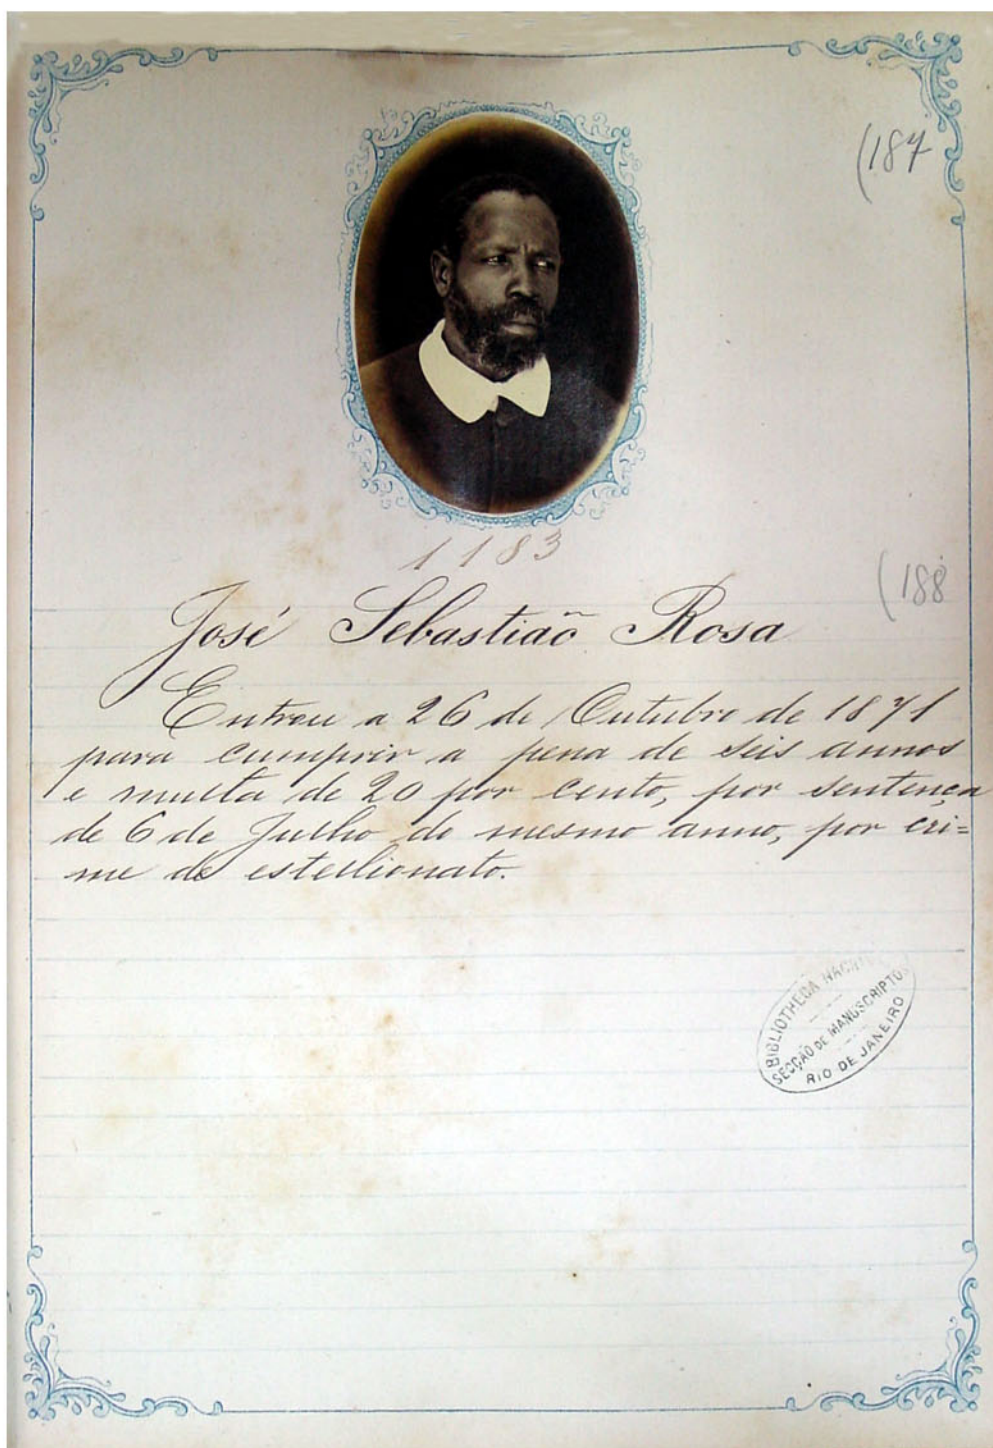 (187
1183
(188
José Sebastiaõ Rosa
Entrou a 26 de Outubro de 1871
para cumprir a pena de seis annos
e multa de 20 por cento, por sentença
de 6 de Julho do mesmo anno, por cri=
me de estellionato.
BIBLIOTHECA NACIONAL
SECÇÃO DE MANUSCRIPTOS
RIO DE JANEIRO